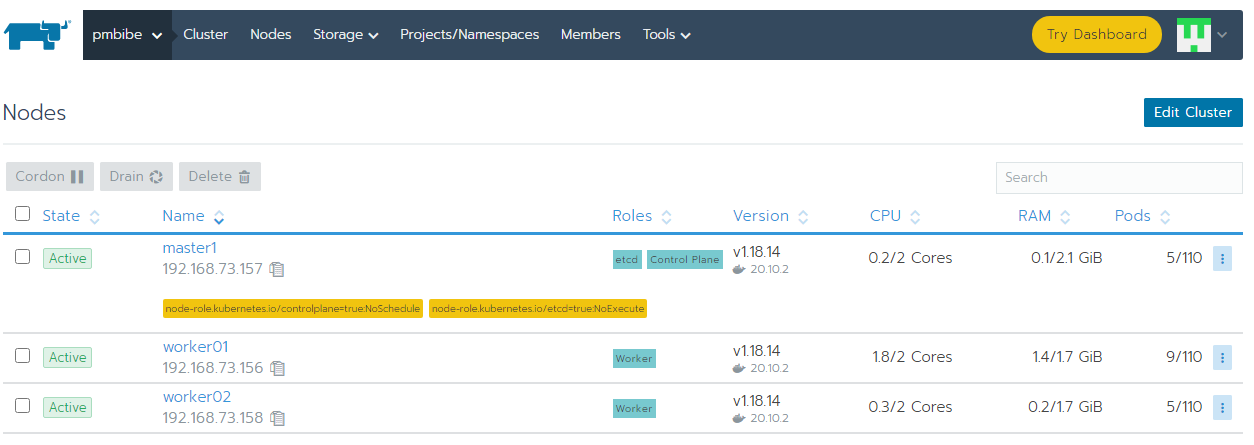 pmbibe Cluster Nodes Storage Projects/Namespaces Members Tools Try Dashboard
Nodes Edit Cluster
Cordon Drain Delete Search
State Name Roles Version CPU RAM Pods
Active master1 etcd Control Plane v1.18.14 0.2/2 Cores 0.1/2.1 GiB 5/110
192.168.73.157 20.10.2
node-role.kubernetes.io/controlplane=true:NoSchedule node-role.kubernetes.io/etcd=true:NoExecute
Active worker01 Worker v1.18.14 1.8/2 Cores 1.4/1.7 GiB 9/110
192.168.73.156 20.10.2
Active worker02 Worker v1.18.14 0.3/2 Cores 0.2/1.7 GiB 5/110
192.168.73.158 20.10.2